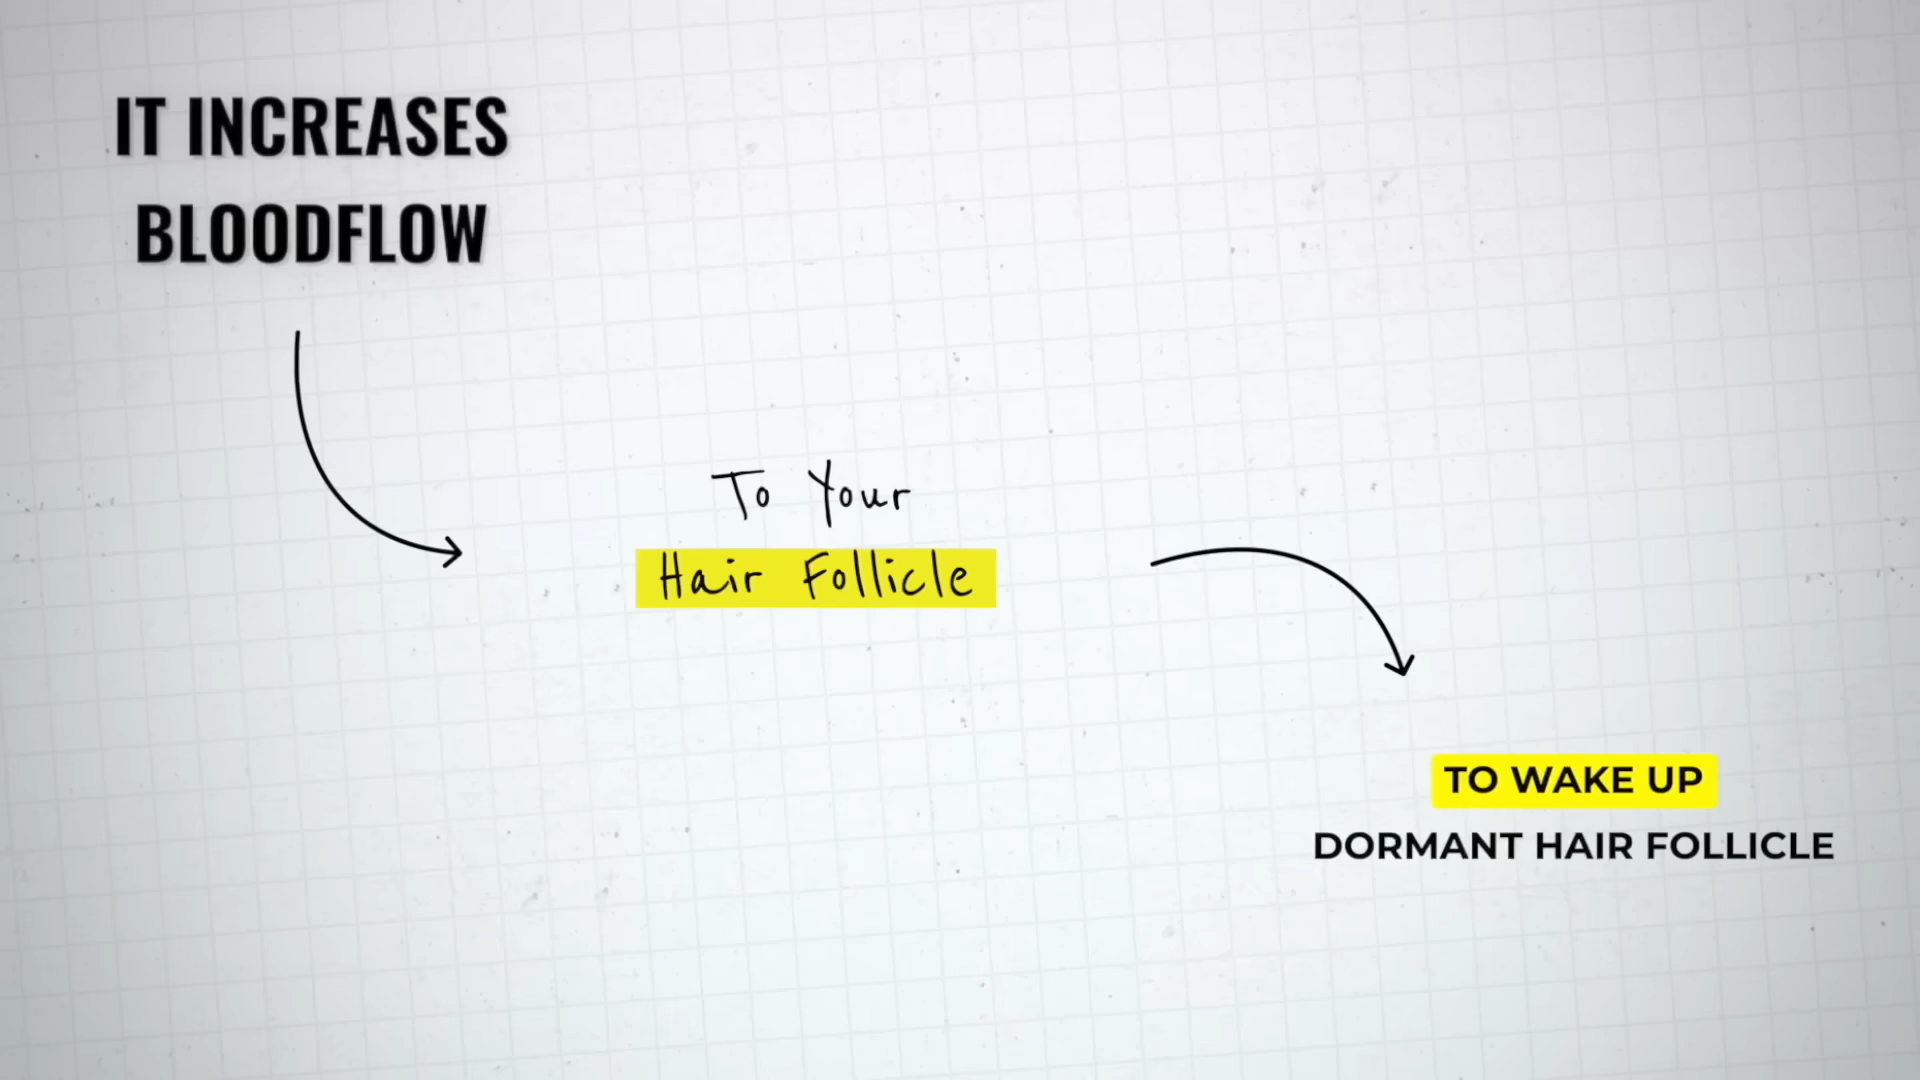 IT INCREASES
BLOODFLOW
To Your
Hair Follicle
TO WAKE UP
DORMANT HAIR FOLLICLE